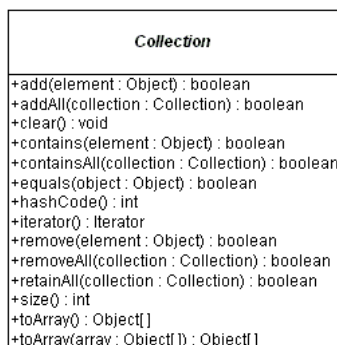 Collection
+add(element : Object) : boolean
+addAll(collection : Collection) : boolean
+clear() : void
+contains(element : Object) : boolean
+containsAll(collection : Collection) : boolean
+equals(object : Object) : boolean
+hashCode() : int
+iterator() : Iterator
+remove(element : Object) : boolean
+removeAll(collection : Collection) : boolean
+retainAll(collection : Collection) : boolean
+size() : int
+toArray() : Object[ ]
+toArray(array : Object[ ]) : Object[ ]